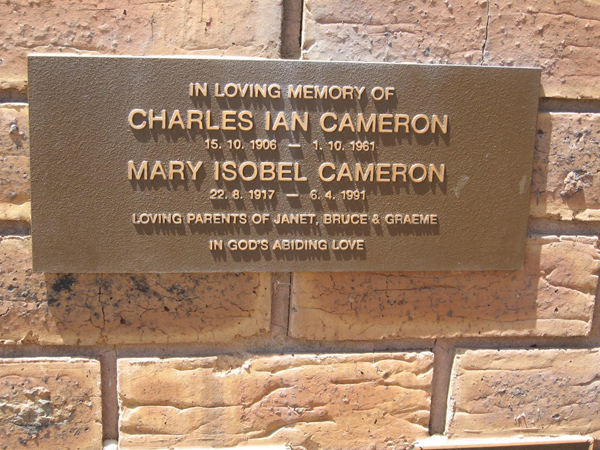 IN LOVING MEMORY OF
CHARLES IAN CAMERON
15. 10. 1906 — 1. 10. 1961
MARY ISOBEL CAMERON
22. 8. 1917 — 6. 4. 1991
LOVING PARENTS OF JANET, BRUCE & GRAEME
IN GOD'S ABIDING LOVE